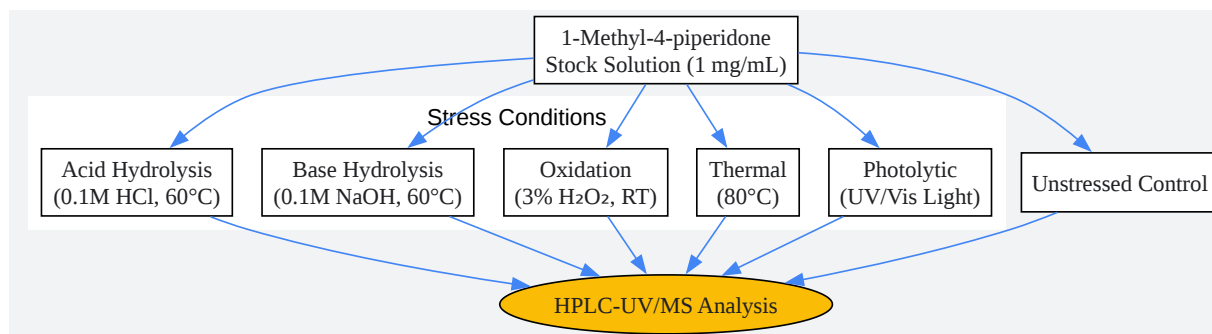 1-Methyl-4-piperidone
Stock Solution (1 mg/mL)
Stress Conditions
Acid Hydrolysis
(0.1M HCl, 60°C)
Base Hydrolysis
(0.1M NaOH, 60°C)
Oxidation
(3% H₂O₂, RT)
Thermal
(80°C)
Photolytic
(UV/Vis Light)
Unstressed Control
HPLC-UV/MS Analysis